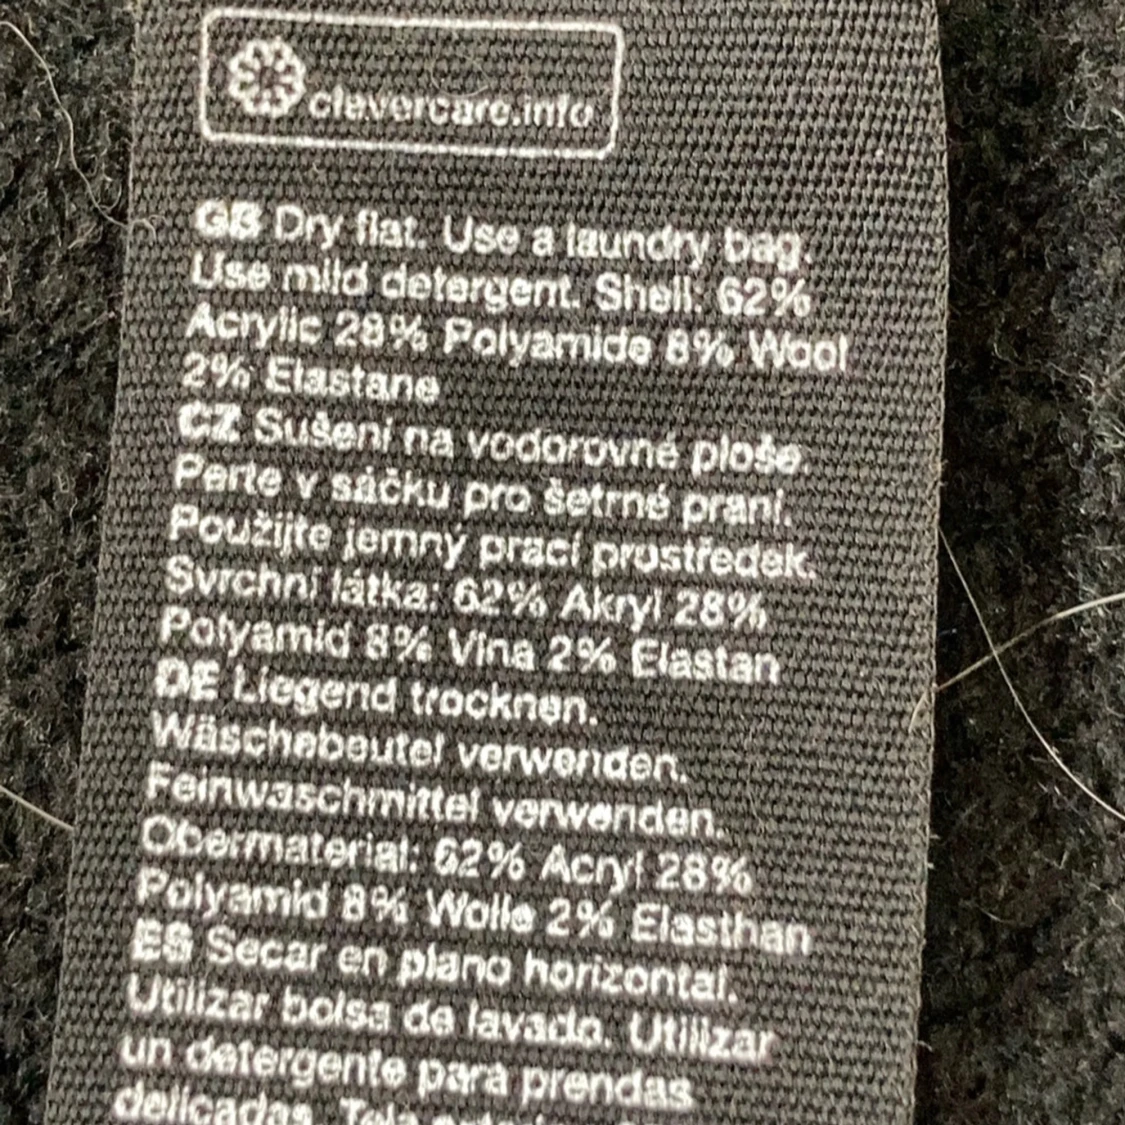 clevercare.info
GB Dry flat. Use a laundry bag.
Use mild detergent. Shell: 62%
Acrylic 28% Polyamide 8% Wool
2% Elastane
CZ Sušení na vodorovné ploše.
Perte v sáčku pro šetrné praní.
Použijte jemný prací prostředek.
Svrchní látka: 62% Akryl 28%
Polyamid 8% Vlna 2% Elastan
DE Liegend trocknen.
Wäschebeutel verwenden.
Feinwaschmittel verwenden.
Obermaterial: 62% Acryl 28%
Polyamid 8% Wolle 2% Elasthan
ES Secar en plano horizontal.
Utilizar bolsa de lavado. Utilizar
un detergente para prendas
delicadas. Tela